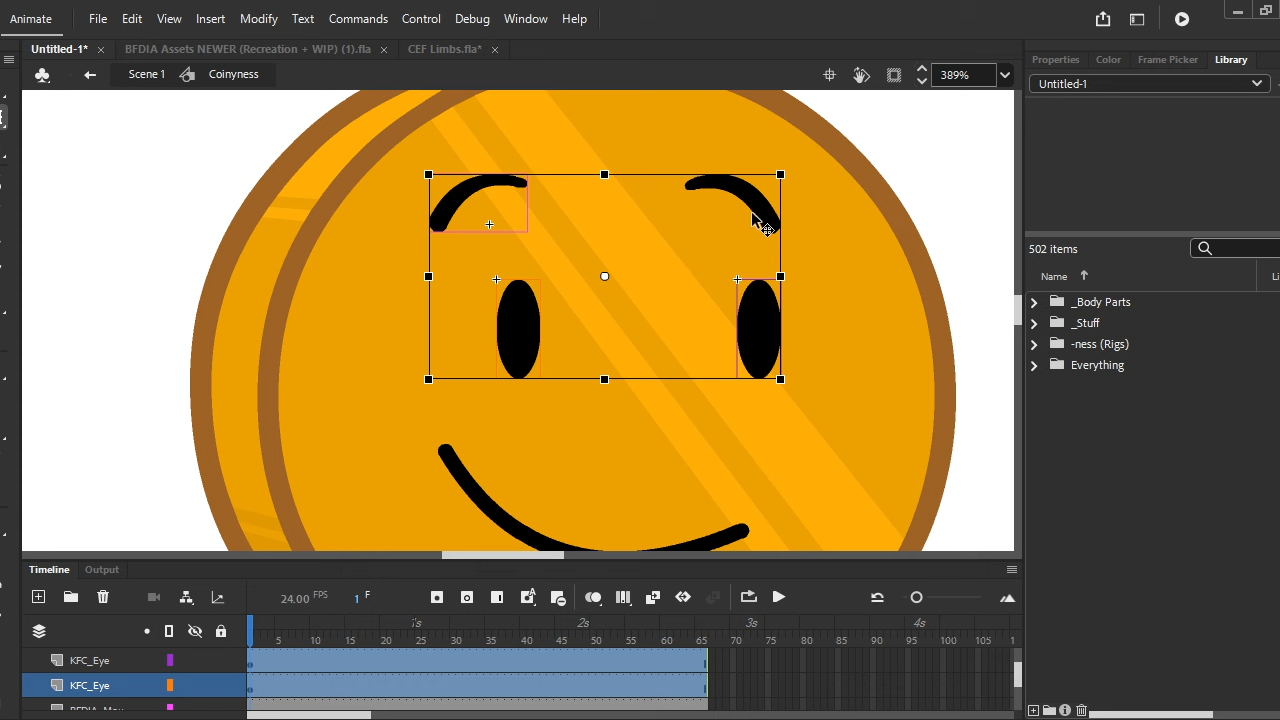 Animate File Edit View Insert Modify Text Commands Control Debug Window Help
Untitled-1* × BFDIA Assets NEWER (Recreation + WIP) (1).fla × CEF Limbs.fla* ×
Properties Color Frame Picker Library
Scene 1 Coinyness 389%
Untitled-1
502 items
Name
_Body Parts
_Stuff
-ness (Rigs)
Everything
Timeline Output
24.00 FPS 1 F
1s 2s 3s 4s
5 10 15 20 25 30 35 40 45 50 55 60 65 70 75 80 85 90 95 100 105
KFC_Eye
KFC_Eye